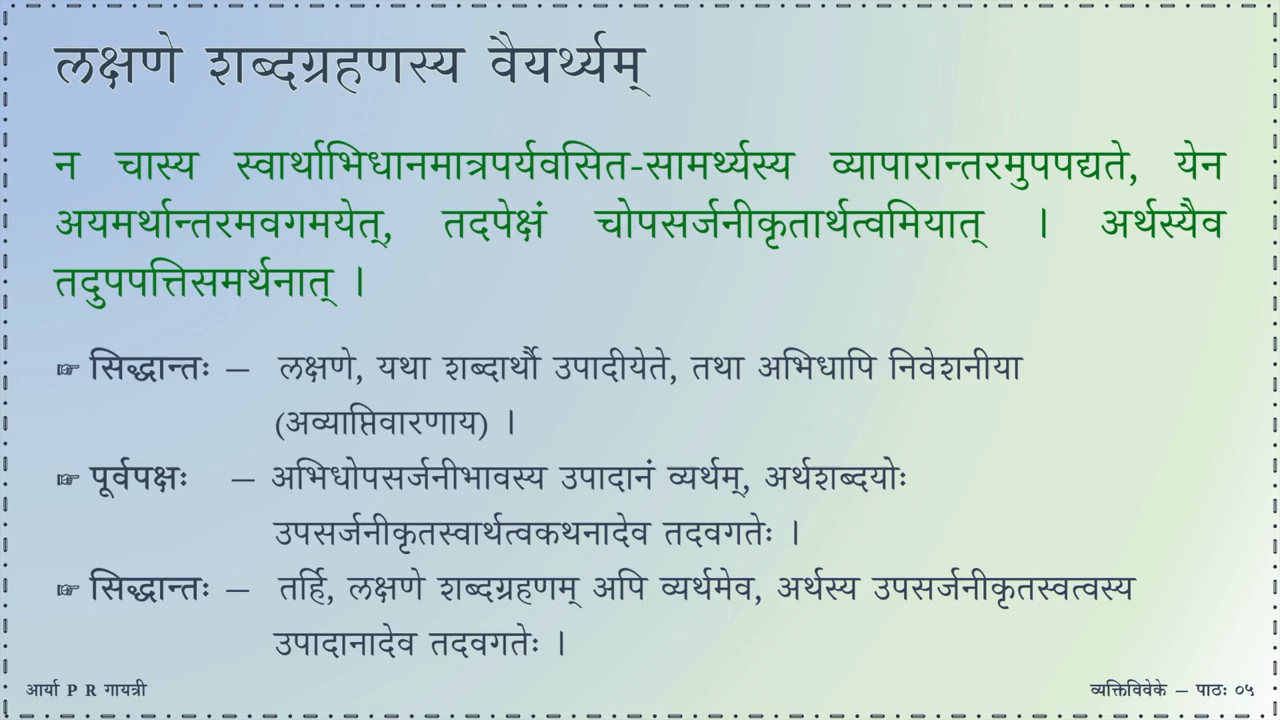 लक्षणे शब्दग्रहणस्य वैयर्थ्यम्
न चास्य स्वार्थाभिधानमात्रपर्यवसित-सामर्थ्यस्य व्यापारान्तरमुपपद्यते, येन
अयमर्थान्तरमवगमयेत्, तदपेक्षं चोपसर्जनीकृतार्थत्वमियात् । अर्थस्यैव
तदुपपत्तिसमर्थनात् ।
☞ सिद्धान्तः – लक्षणे, यथा शब्दार्थौ उपादीयेते, तथा अभिधापि निवेशनीया
(अव्याप्तिवारणाय) ।
☞ पूर्वपक्षः – अभिधोपसर्जनीभावस्य उपादानं व्यर्थम्, अर्थशब्दयोः
उपसर्जनीकृतस्वार्थत्वकथनादेव तदवगतेः ।
☞ सिद्धान्तः – तर्हि, लक्षणे शब्दग्रहणम् अपि व्यर्थमेव, अर्थस्य उपसर्जनीकृतस्वत्वस्य
उपादानादेव तदवगतेः ।
आर्या P R गायत्री
व्यक्तिविवेके – पाठः ०५